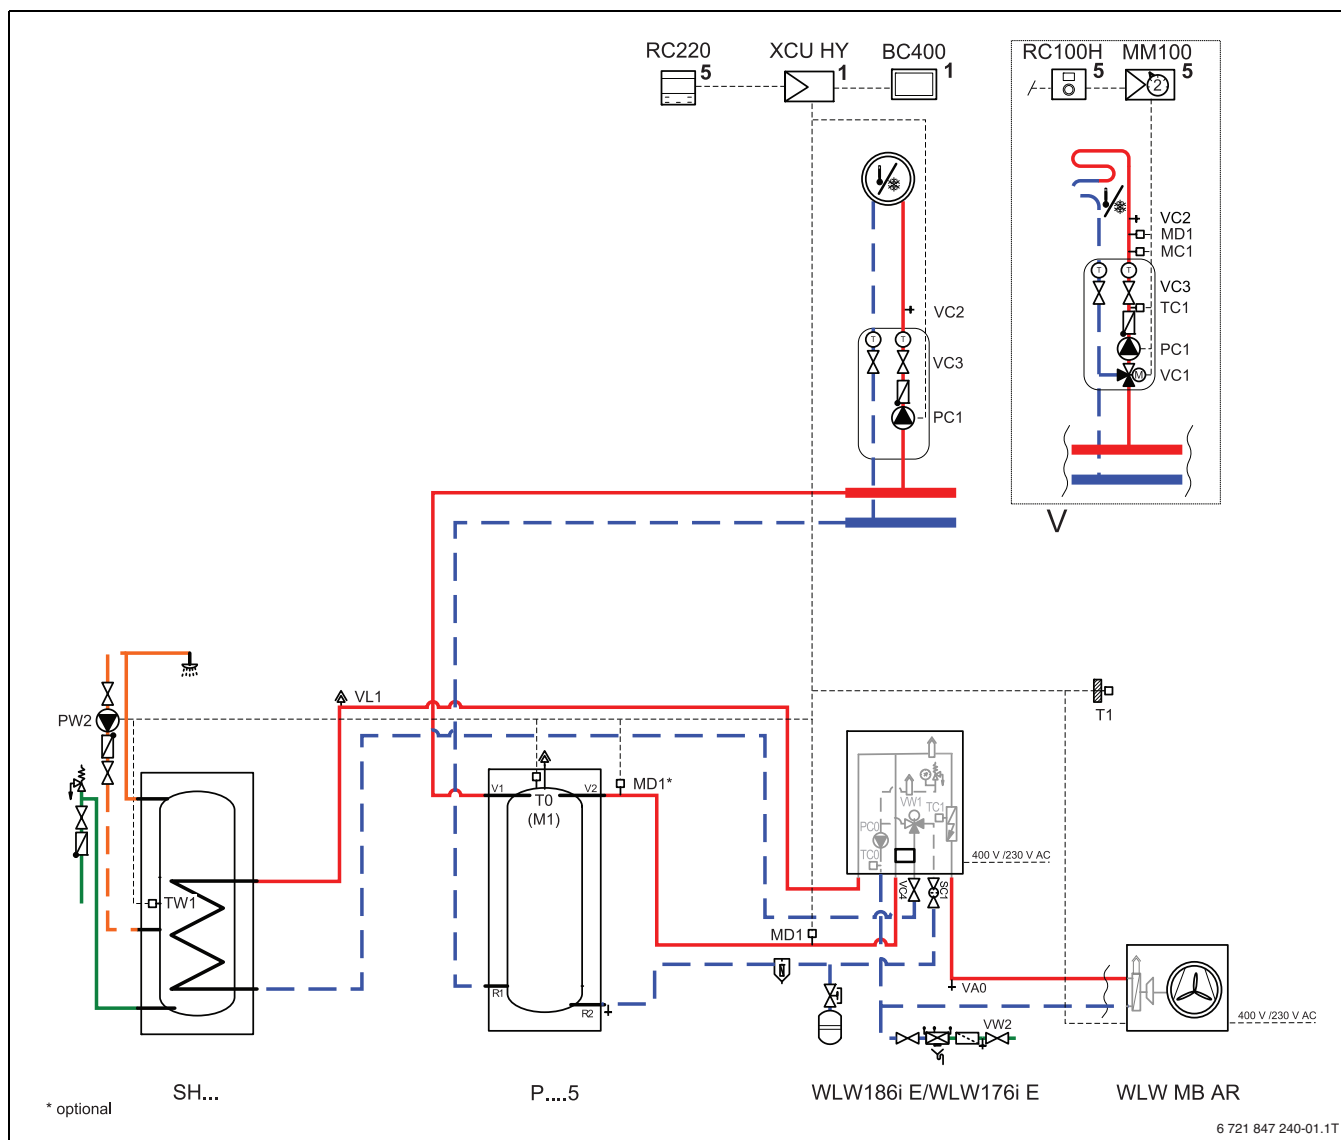 RC220 XCU HY BC400 RC100H MM100
5 1 1 5 5
2
VC2
MD1
MC1
T T
VC3
TC1
PC1
M VC1
VC2
T T
VC3
PC1
V
VL1
PW2
T1
MD1*
V1 V2
T0
(M1)
VW1 TC1
PC0
TC0
400 V /230 V AC
VC4 SC1
TW1
MD1
VA0
R1
R2
VW2
400 V /230 V AC
SH...
P....5
WLW186i E/WLW176i E
WLW MB AR
* optional
6 721 847 240-01.1T